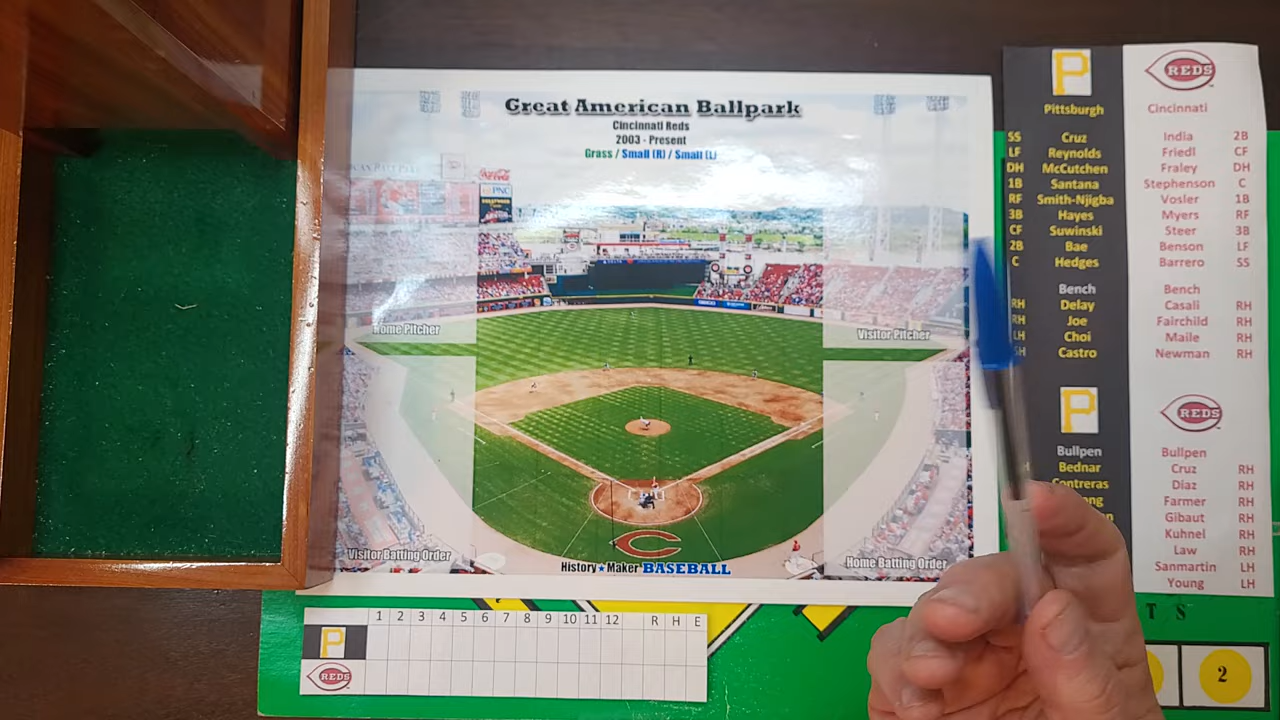 Great American Ballpark
Cincinnati Reds
2003 - Present
Grass / Small (R) / Small (L)
Coca-Cola
PNC
Home Pitcher
Visitor Pitcher
Visitor Batting Order
Home Batting Order
C
History★Maker BASEBALL
P
Pittsburgh
SS Cruz
LF Reynolds
DH McCutchen
1B Santana
RF Smith-Njigba
3B Hayes
CF Suwinski
2B Bae
C Hedges
Bench
RH Delay
RH Joe
LH Choi
SH Castro
P
Bullpen
Bednar
Contreras
REDS
Cincinnati
India 2B
Friedl CF
Fraley DH
Stephenson C
Vosler 1B
Myers RF
Steer 3B
Benson LF
Barrero SS
Bench
Casali RH
Fairchild RH
Maile RH
Newman RH
REDS
Bullpen
Cruz RH
Diaz RH
Farmer RH
Gibaut RH
Kuhnel RH
Law RH
Sanmartin LH
Young LH
1 2 3 4 5 6 7 8 9 10 11 12 R H E
P
REDS
T S
2